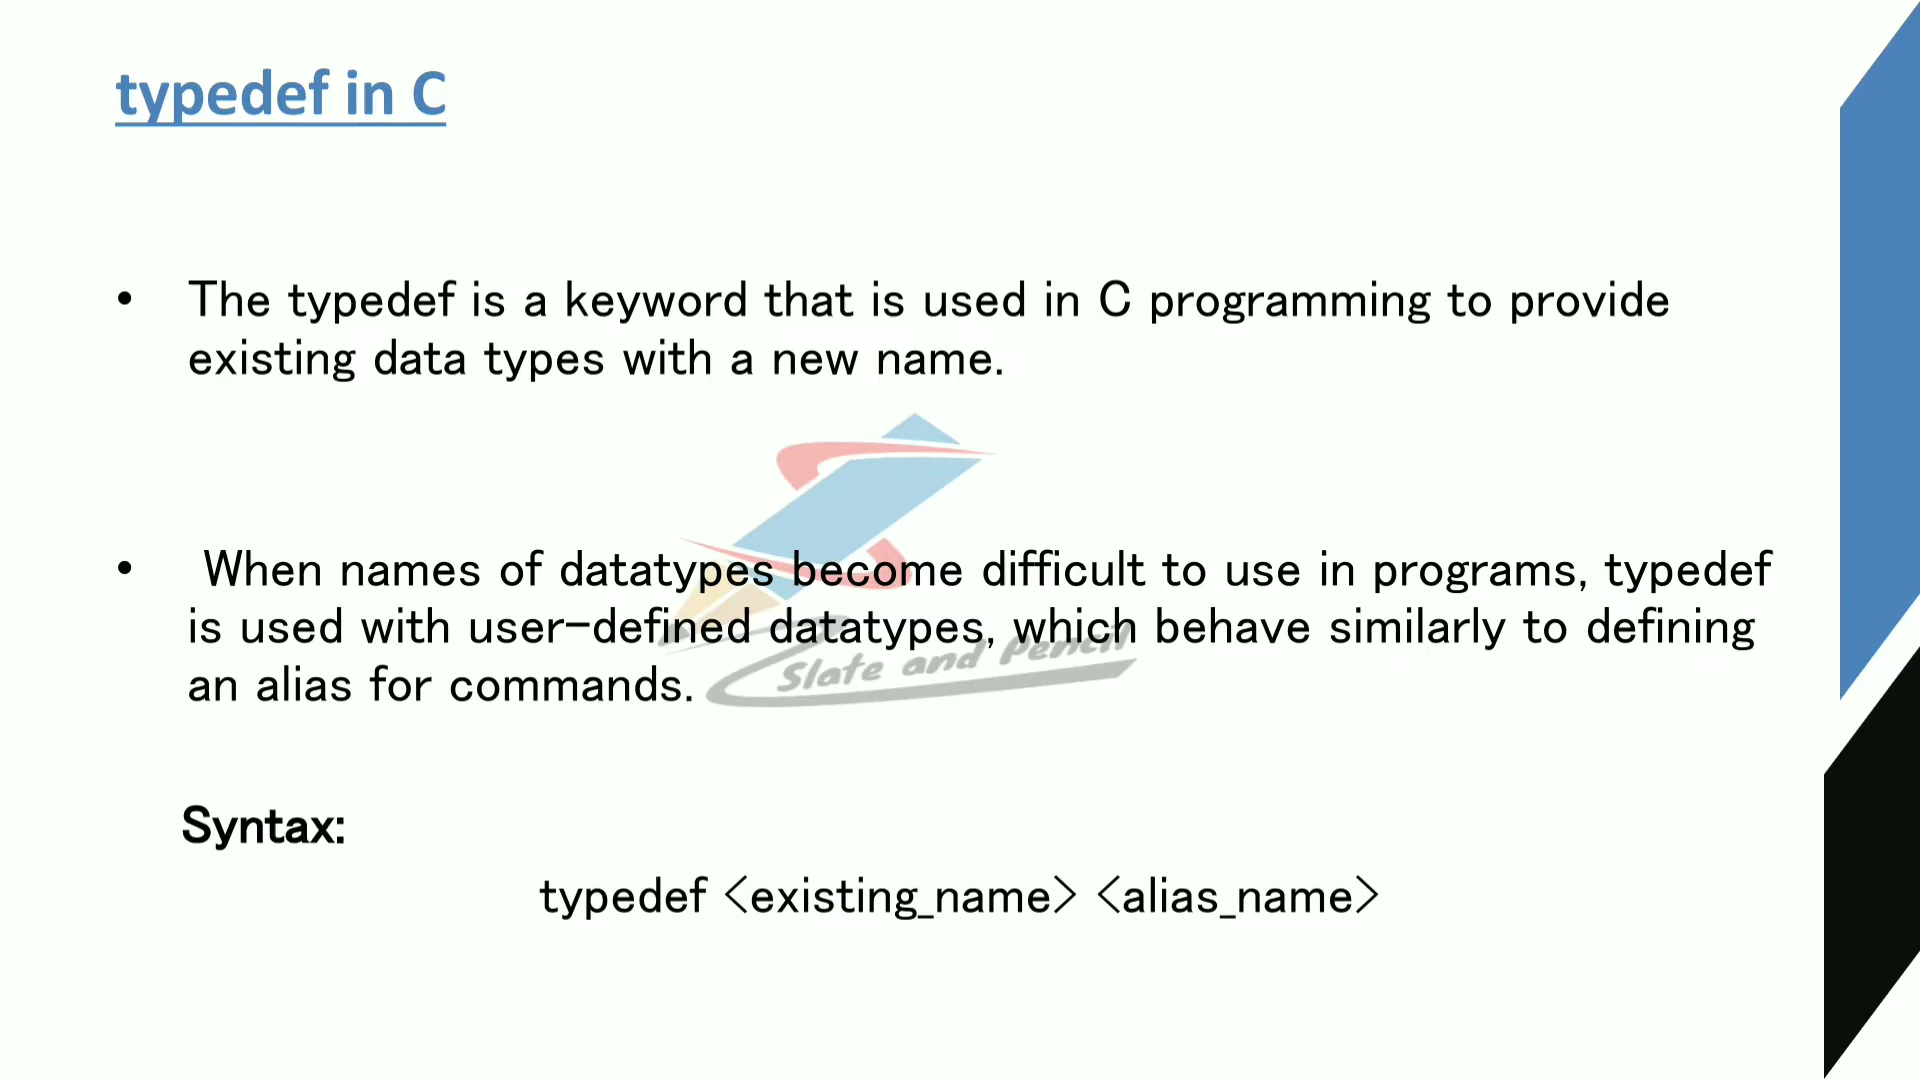 typedef in C
• The typedef is a keyword that is used in C programming to provide
existing data types with a new name.
• When names of datatypes become difficult to use in programs, typedef
is used with user-defined datatypes, which behave similarly to defining
an alias for commands.
Slate and Pencil
Syntax:
typedef <existing_name> <alias_name>